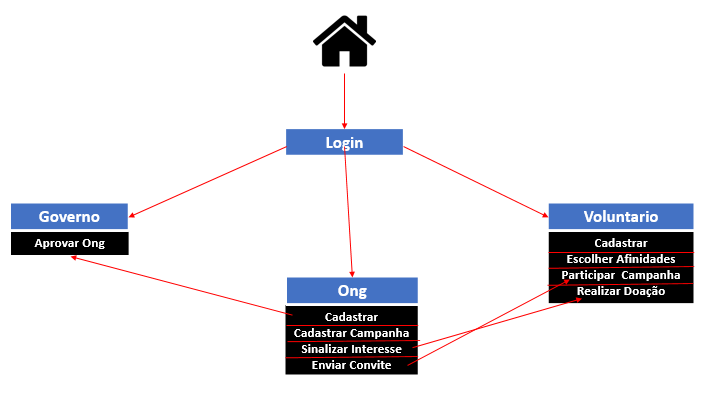 Login
Governo
Aprovar Ong
Voluntario
Cadastrar
Escolher Afinidades
Participar Campanha
Realizar Doação
Ong
Cadastrar
Cadastrar Campanha
Sinalizar Interesse
Enviar Convite